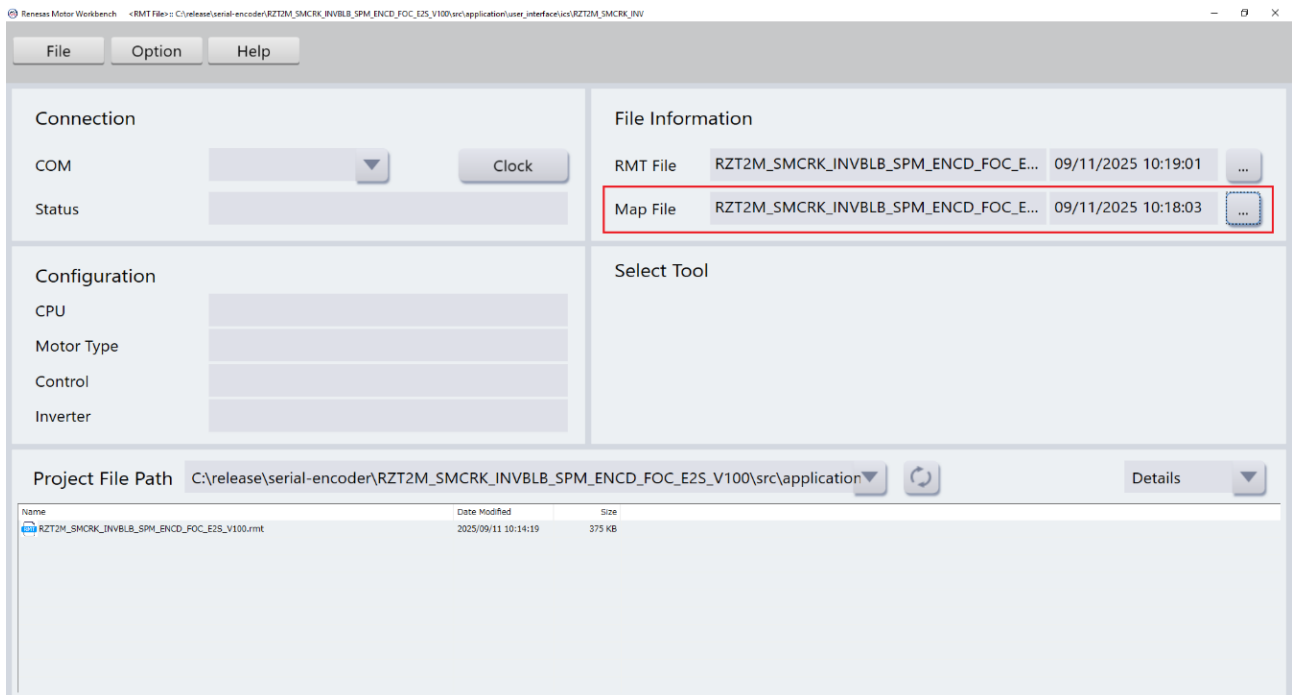 Renesas Motor Workbench <RMT File>:: C:\release\serial-encoder\RZT2M_SMCRK_INVBLB_SPM_ENCD_FOC_E2S_V100\src\application\user_interface\ics\RZT2M_SMCRK_INV
File Option Help
Connection
COM Clock
Status
File Information
RMT File RZT2M_SMCRK_INVBLB_SPM_ENCD_FOC_E... 09/11/2025 10:19:01 ...
Map File RZT2M_SMCRK_INVBLB_SPM_ENCD_FOC_E... 09/11/2025 10:18:03 ...
Configuration
CPU
Motor Type
Control
Inverter
Select Tool
Project File Path C:\release\serial-encoder\RZT2M_SMCRK_INVBLB_SPM_ENCD_FOC_E2S_V100\src\application Details
Name Date Modified Size
RMT RZT2M_SMCRK_INVBLB_SPM_ENCD_FOC_E2S_V100.rmt 2025/09/11 10:14:19 375 KB